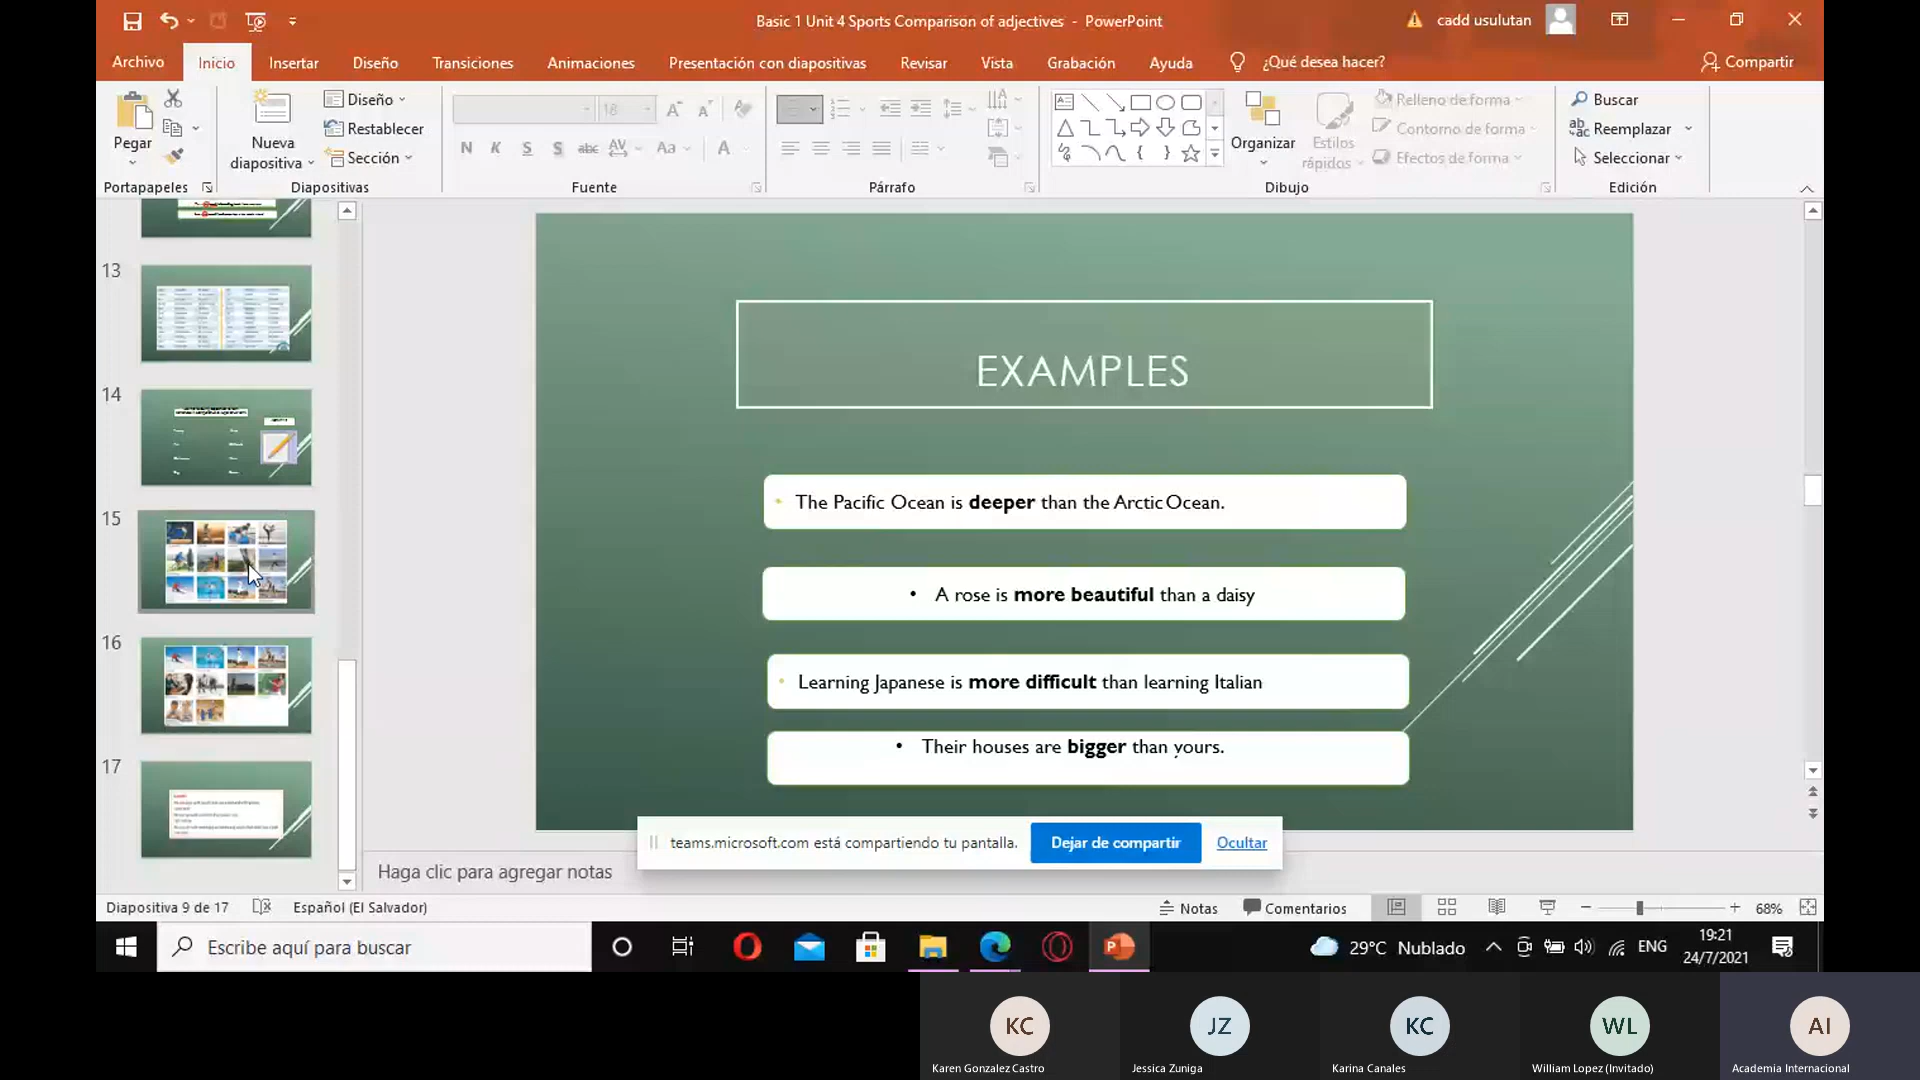 Basic 1 Unit 4 Sports Comparison of adjectives - PowerPoint
cadd usulutan
Archivo
Inicio
Insertar
Diseño
Transiciones
Animaciones
Presentación con diapositivas
Revisar
Vista
Grabación
Ayuda
¿Qué desea hacer?
Compartir
Pegar
Portapapeles
Nueva
diapositiva
Diseño
Restablecer
Sección
Diapositivas
18
N K S S abc AV Aa A
Fuente
Párrafo
Organizar
Estilos
rápidos
Relleno de forma
Contorno de forma
Efectos de forma
Dibujo
Buscar
Reemplazar
Seleccionar
Edición
13
14
15
16
17
EXAMPLES
• The Pacific Ocean is deeper than the Arctic Ocean.
• A rose is more beautiful than a daisy
• Learning Japanese is more difficult than learning Italian
• Their houses are bigger than yours.
teams.microsoft.com está compartiendo tu pantalla.
Dejar de compartir
Ocultar
Haga clic para agregar notas
Diapositiva 9 de 17
Español (El Salvador)
Notas
Comentarios
68%
Escribe aquí para buscar
29°C Nublado
ENG
19:21
24/7/2021
KC
JZ
KC
WL
AI
Karen Gonzalez Castro
Jessica Zuniga
Karina Canales
William Lopez (Invitado)
Academia Internacional